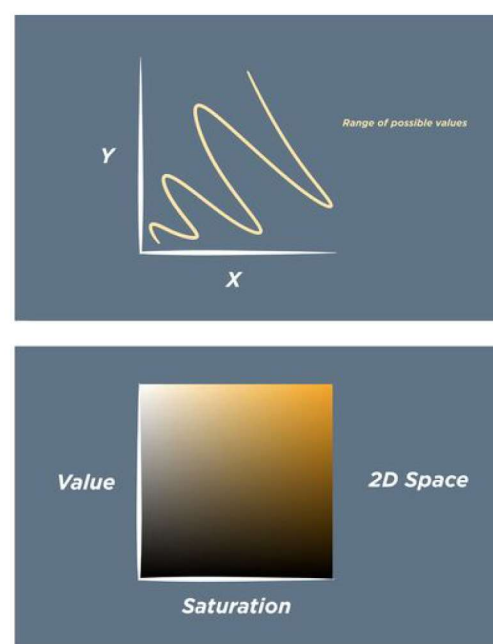 Range of possible values
Y
X
Value
2D Space
Saturation